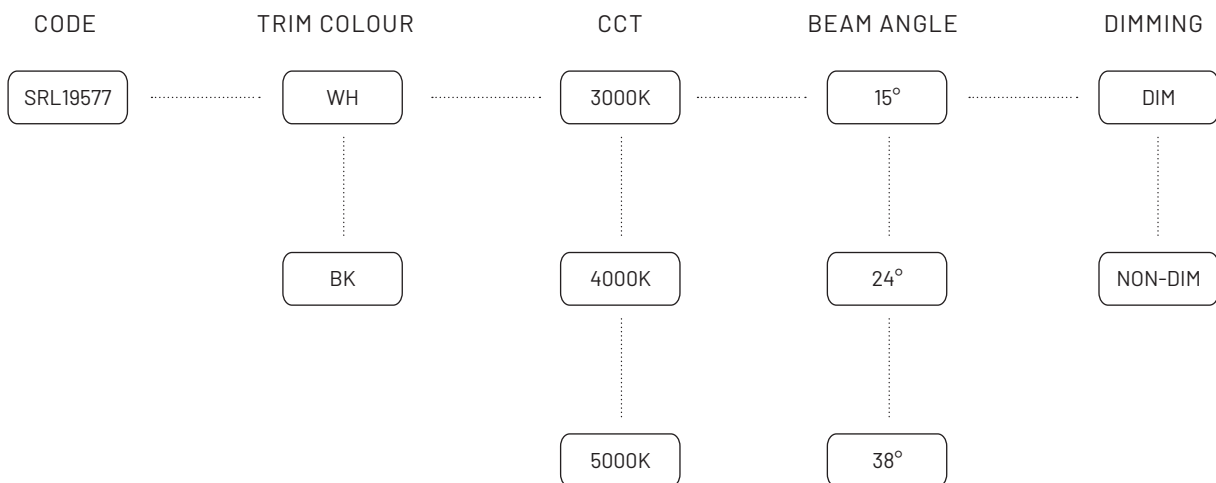 CODE TRIM COLOUR CCT BEAM ANGLE DIMMING
SRL19577 WH 3000K 15° DIM
BK 4000K 24° NON-DIM
5000K 38°